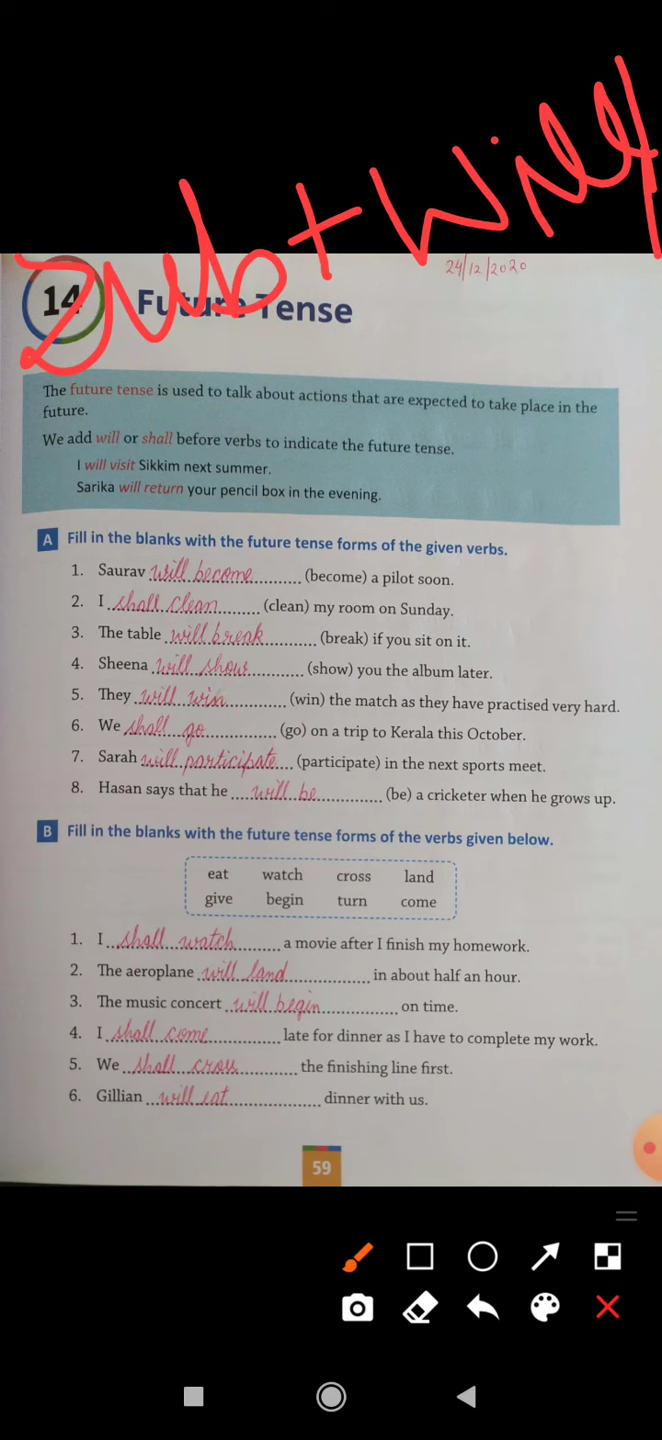 will
+
24/12/2020
14 Future Tense
The future tense is used to talk about actions that are expected to take place in the
future.
We add will or shall before verbs to indicate the future tense.
I will visit Sikkim next summer.
Sarika will return your pencil box in the evening.
A Fill in the blanks with the future tense forms of the given verbs.
1. Saurav will become (become) a pilot soon.
2. I shall clean (clean) my room on Sunday.
3. The table will break (break) if you sit on it.
4. Sheena will show (show) you the album later.
5. They will win (win) the match as they have practised very hard.
6. We shall go (go) on a trip to Kerala this October.
7. Sarah will participate (participate) in the next sports meet.
8. Hasan says that he will be (be) a cricketer when he grows up.
B Fill in the blanks with the future tense forms of the verbs given below.
eat watch cross land
give begin turn come
1. I shall watch a movie after I finish my homework.
2. The aeroplane will land in about half an hour.
3. The music concert will begin on time.
4. I shall come late for dinner as I have to complete my work.
5. We shall cross the finishing line first.
6. Gillian will eat dinner with us.
59